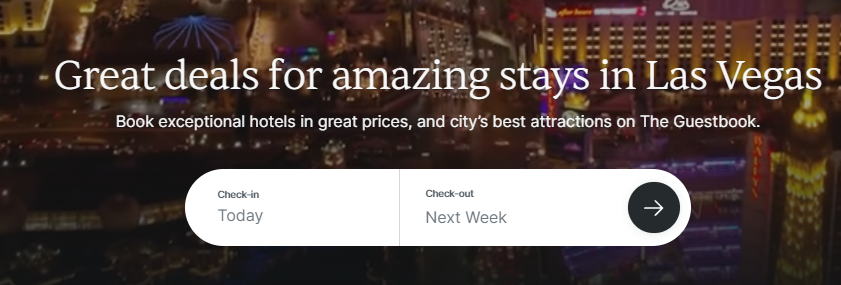 Great deals for amazing stays in Las Vegas
Book exceptional hotels in great prices, and city's best attractions on The Guestbook.
Check-in
Today
Check-out
Next Week